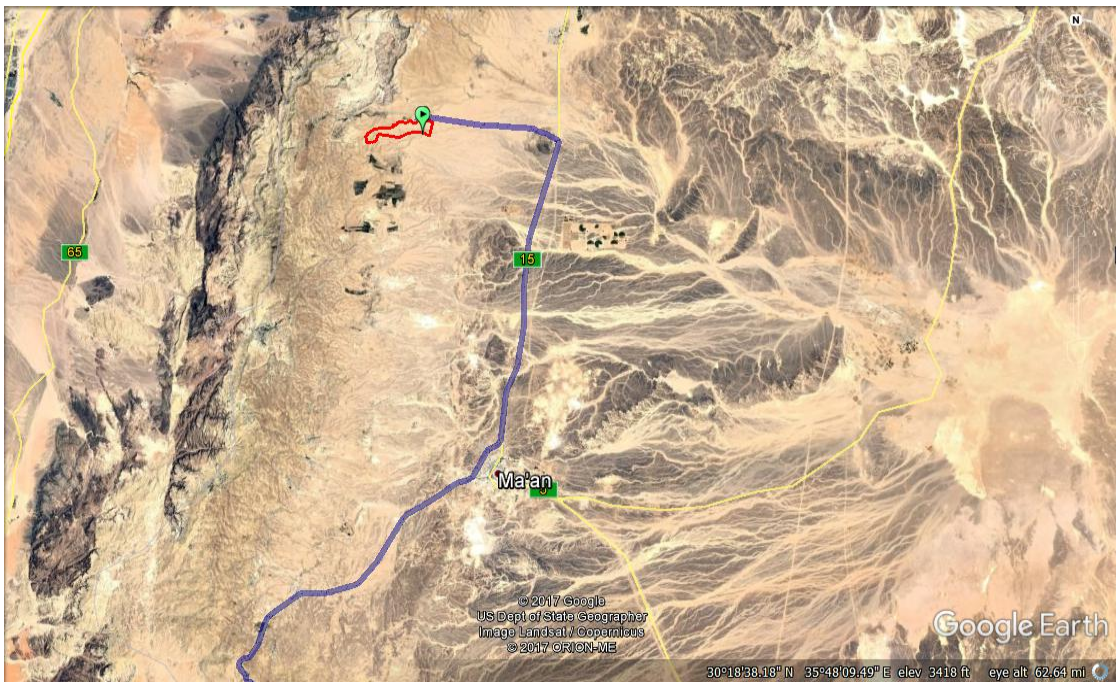 N
65
15
Ma'an
5
© 2017 Google
US Dept of State Geographer
Image Landsat / Copernicus
© 2017 ORION-ME
Google Earth
30°18'38.18" N 35°48'09.49" E elev 3418 ft eye alt 62.64 mi